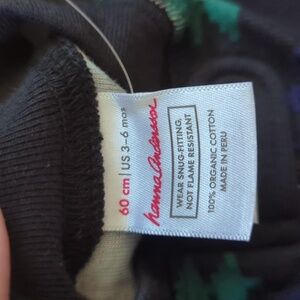 60 cm | US 3-6 mos
hanna andersson
WEAR SNUG-FITTING,
NOT FLAME RESISTANT
100% ORGANIC COTTON
MADE IN PERU